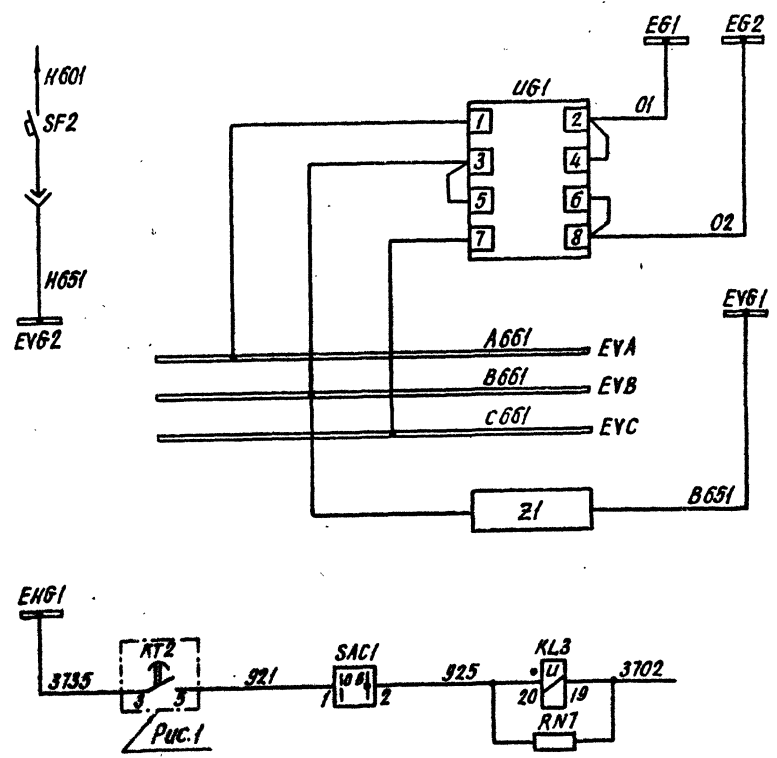 EG1
EG2
H601
UG1
01
SF2
1
2
3
4
5
6
7
8
02
H651
EVG1
EVG2
A661
EVA
B661
EVB
C661
EVC
B651
Z1
EHG1
KT2
SAC1
KL3
3735
921
925
U
3702
3
5
1
2
20
19
RN7
Рис.1